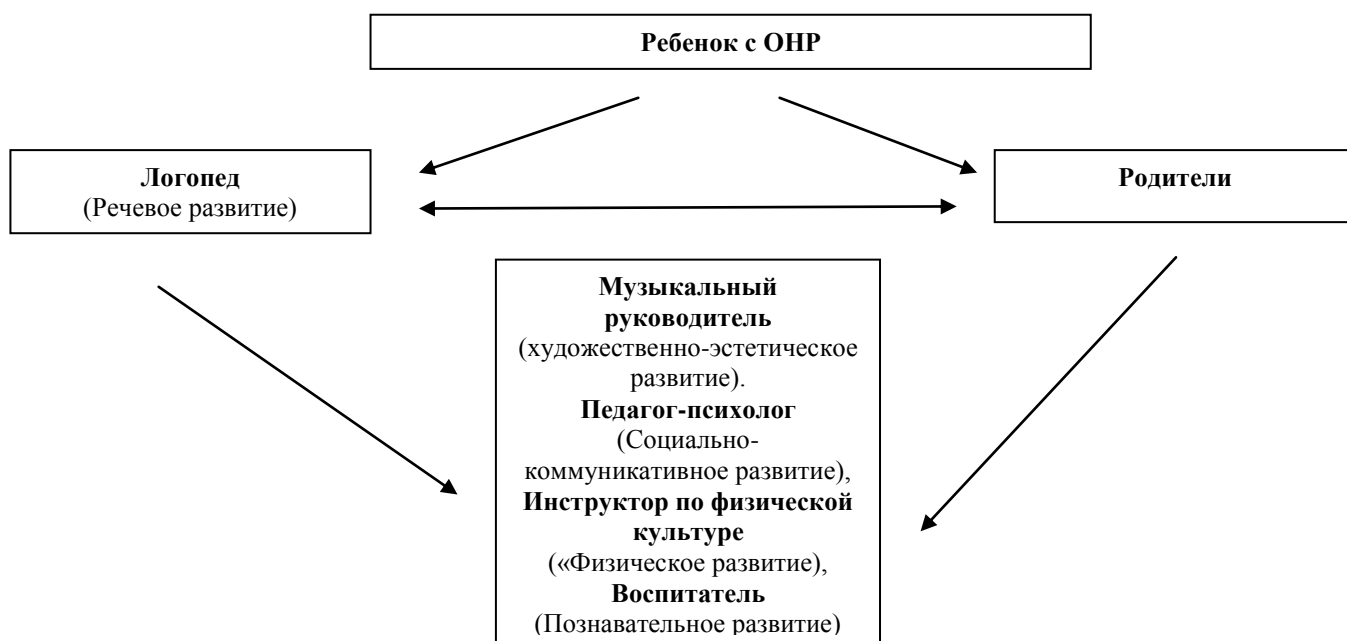 Ребенок с ОНР
Логопед
(Речевое развитие)
Родители
Музыкальный
руководитель
(художественно-эстетическое
развитие).
Педагог-психолог
(Социально-
коммуникативное развитие),
Инструктор по физической
культуре
(«Физическое развитие),
Воспитатель
(Познавательное развитие)